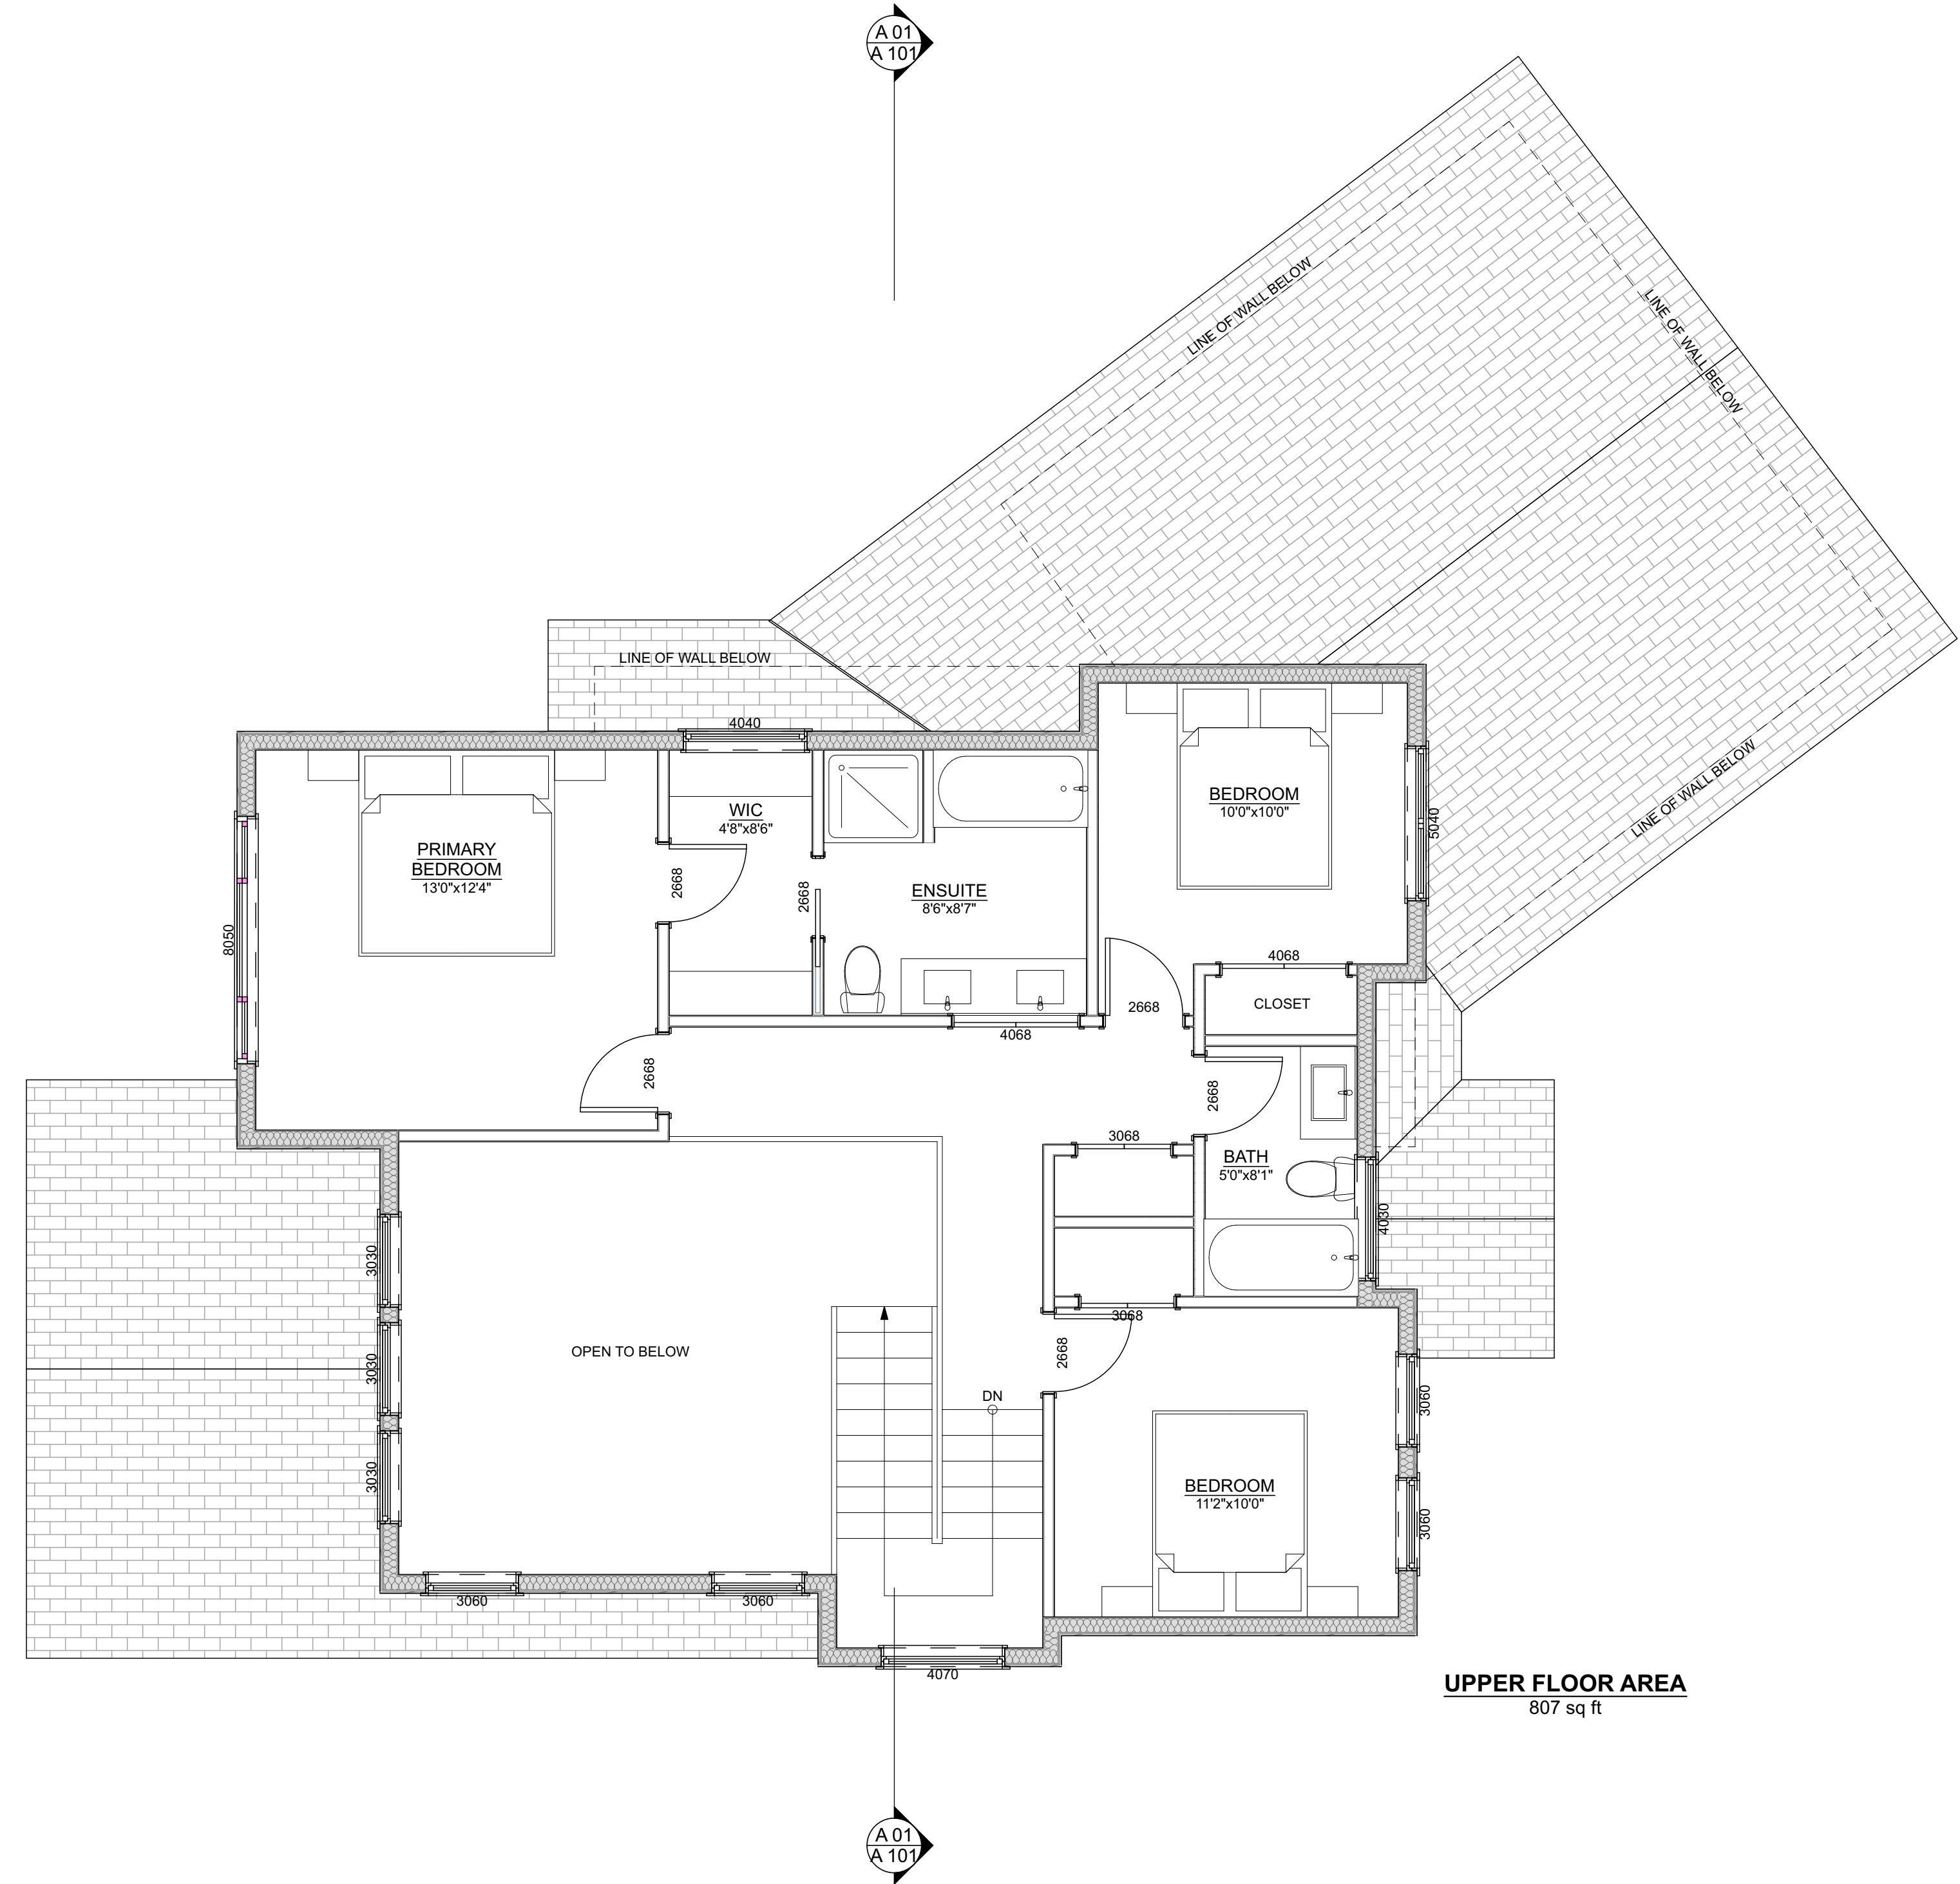 A 01
A 101
LINE OF WALL BELOW
LINE OF WALL BELOW
LINE OF WALL BELOW
4040
LINE OF WALL BELOW
WIC
4'8"x8'6"
BEDROOM
10'0"x10'0"
5040
PRIMARY
BEDROOM
13'0"x12'4"
2668
2668
ENSUITE
8'6"x8'7"
8050
4068
CLOSET
2668
4068
2668
2668
3068
BATH
5'0"x8'1"
4030
3030
3068
OPEN TO BELOW
2668
3030
DN
3060
3030
BEDROOM
11'2"x10'0"
3060
3060
3060
4070
UPPER FLOOR AREA
807 sq ft
A 01
A 101